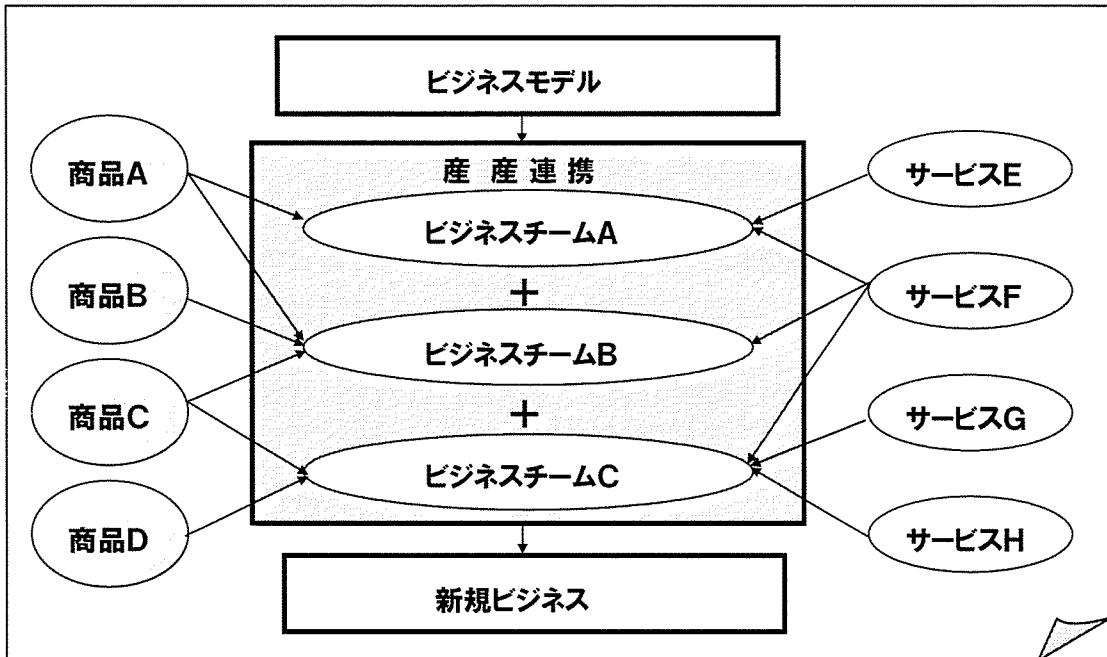 ビジネスモデル
産産連携
商品A
サービスE
ビジネスチームA
+
商品B
サービスF
ビジネスチームB
+
商品C
サービスG
ビジネスチームC
商品D
サービスH
新規ビジネス